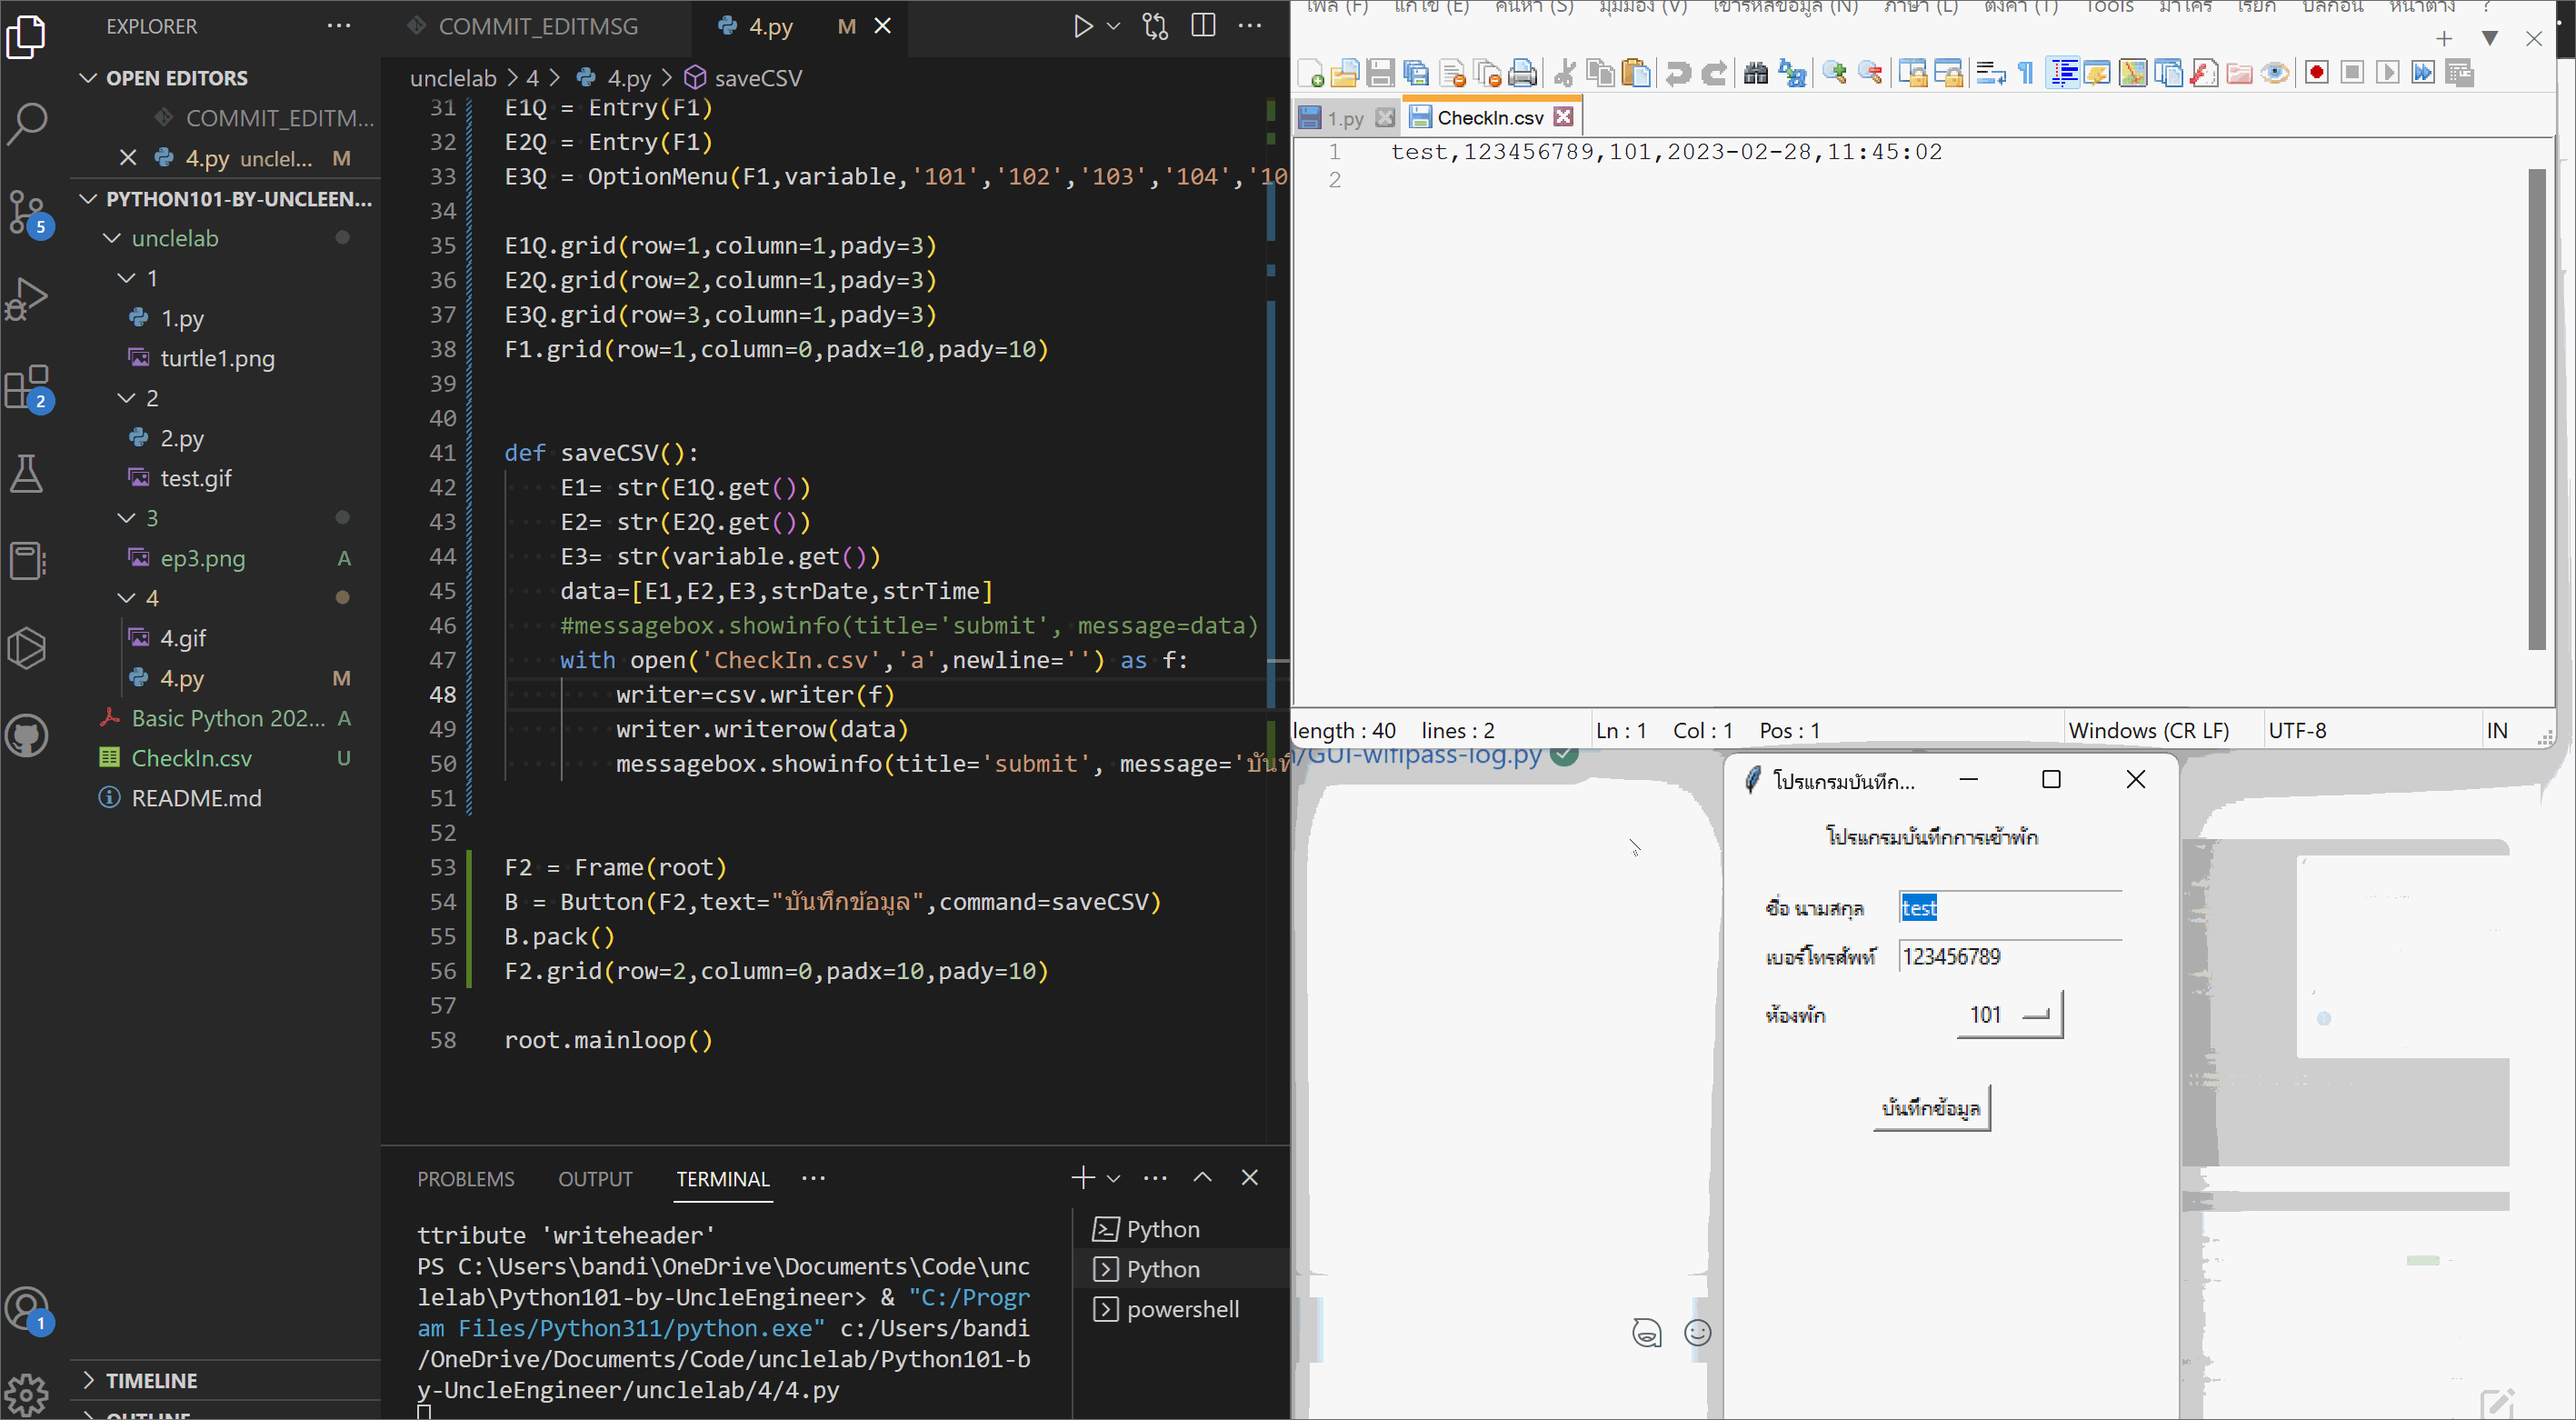 EXPLORER
OPEN EDITORS
COMMIT_EDITM...
4.py unclel... M
PYTHON101-BY-UNCLEEN...
unclelab
1
1.py
turtle1.png
2
2.py
test.gif
3
ep3.png A
4
4.gif
4.py M
Basic Python 202... A
CheckIn.csv U
README.md
TIMELINE
OUTLINE
5
2
1
COMMIT_EDITMSG
4.py M
unclelab > 4 > 4.py > saveCSV
31 E1Q = Entry(F1)
32 E2Q = Entry(F1)
33 E3Q = OptionMenu(F1,variable,'101','102','103','104','10
34
35 E1Q.grid(row=1,column=1,pady=3)
36 E2Q.grid(row=2,column=1,pady=3)
37 E3Q.grid(row=3,column=1,pady=3)
38 F1.grid(row=1,column=0,padx=10,pady=10)
39
40
41 def saveCSV():
42 E1= str(E1Q.get())
43 E2= str(E2Q.get())
44 E3= str(variable.get())
45 data=[E1,E2,E3,strDate,strTime]
46 #messagebox.showinfo(title='submit', message=data)
47 with open('CheckIn.csv','a',newline='') as f:
48 writer=csv.writer(f)
49 writer.writerow(data)
50 messagebox.showinfo(title='submit', message='บันที
51
52
53 F2 = Frame(root)
54 B = Button(F2,text="บันทึกข้อมูล",command=saveCSV)
55 B.pack()
56 F2.grid(row=2,column=0,padx=10,pady=10)
57
58 root.mainloop()
PROBLEMS OUTPUT TERMINAL
ttribute 'writeheader'
PS C:\Users\bandi\OneDrive\Documents\Code\unc
lelab\Python101-by-UncleEngineer> & "C:/Progr
am Files/Python311/python.exe" c:/Users/bandi
/OneDrive/Documents/Code/unclelab/Python101-b
y-UncleEngineer/unclelab/4/4.py
Python
Python
powershell
ไฟล์ (F) แก้ไข (E) ค้นหา (S) มุมมอง (V) เข้ารหัสข้อมูล (N) ภาษา (L) ตั้งค่า (T) Tools มาโคร เรียก ปลั๊กอิน หน้าต่าง ?
1.py
CheckIn.csv
1 test,123456789,101,2023-02-28,11:45:02
2
length : 40 lines : 2 Ln : 1 Col : 1 Pos : 1 Windows (CR LF) UTF-8 IN
/GUI-wifipass-log.py
โปรแกรมบันทึก...
โปรแกรมบันทึกการเข้าพัก
ชื่อ นามสกุล test
เบอร์โทรศัพท์ 123456789
ห้องพัก 101
บันทึกข้อมูล